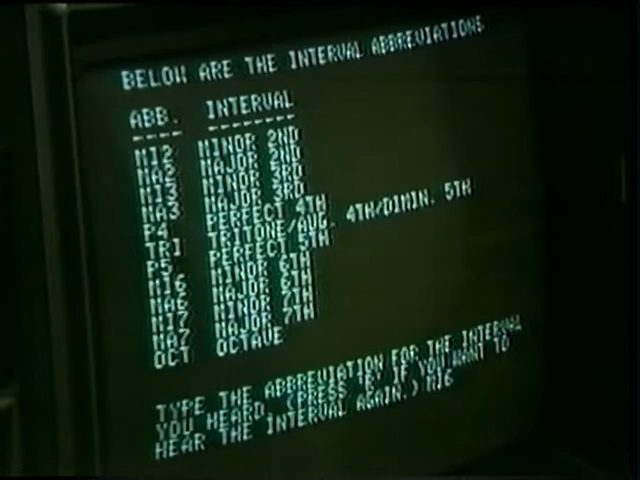 BELOW ARE THE INTERVAL ABBREVIATIONS
ABB. INTERVAL
---- --------
MI2 MINOR 2ND
MA2 MAJOR 2ND
MI3 MINOR 3RD
MA3 MAJOR 3RD
P4 PERFECT 4TH
TRI TRITONE/AUG. 4TH/DIMIN. 5TH
P5 PERFECT 5TH
MI6 MINOR 6TH
MA6 MAJOR 6TH
MI7 MINOR 7TH
MA7 MAJOR 7TH
OCT OCTAVE
TYPE THE ABBREVIATION FOR THE INTERVAL
YOU HEARD. (PRESS 'R' IF YOU WANT TO
HEAR THE INTERVAL AGAIN.) MI6